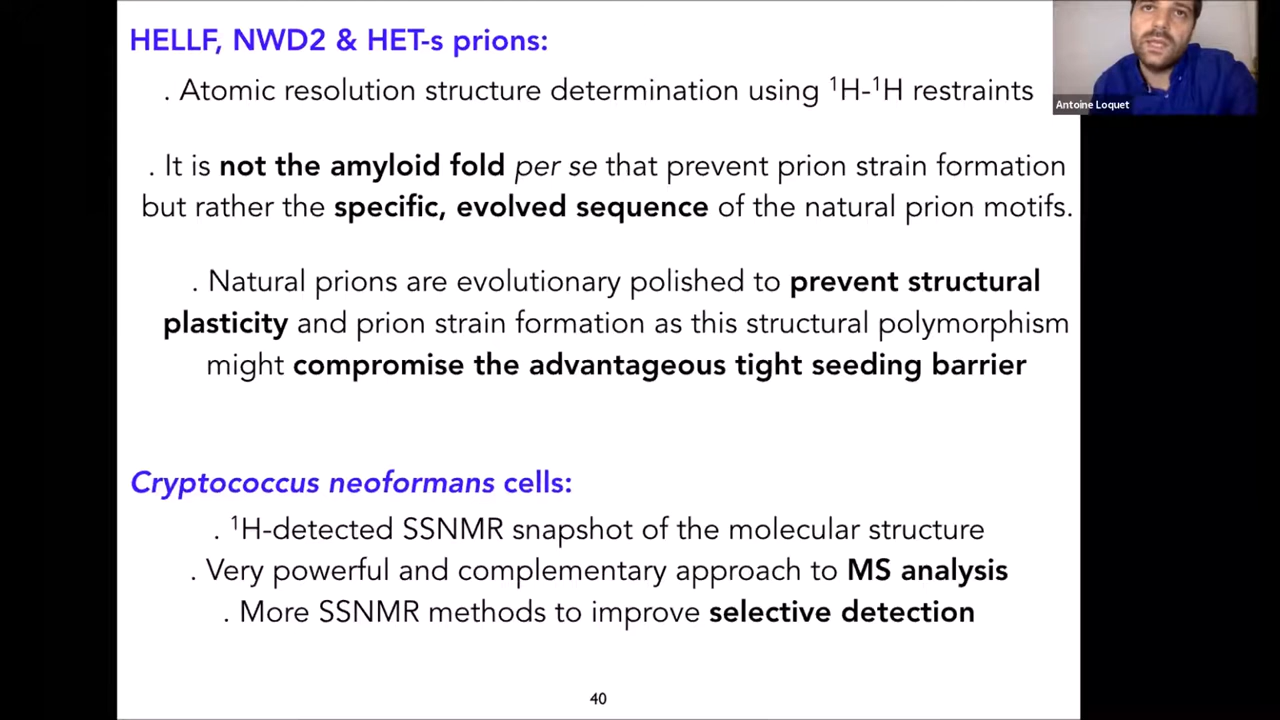 HELLF, NWD2 & HET-s prions:
. Atomic resolution structure determination using ¹H-¹H restraints
Antoine Loquet
. It is not the amyloid fold per se that prevent prion strain formation
but rather the specific, evolved sequence of the natural prion motifs.
. Natural prions are evolutionary polished to prevent structural
plasticity and prion strain formation as this structural polymorphism
might compromise the advantageous tight seeding barrier
Cryptococcus neoformans cells:
. ¹H-detected SSNMR snapshot of the molecular structure
. Very powerful and complementary approach to MS analysis
. More SSNMR methods to improve selective detection
40